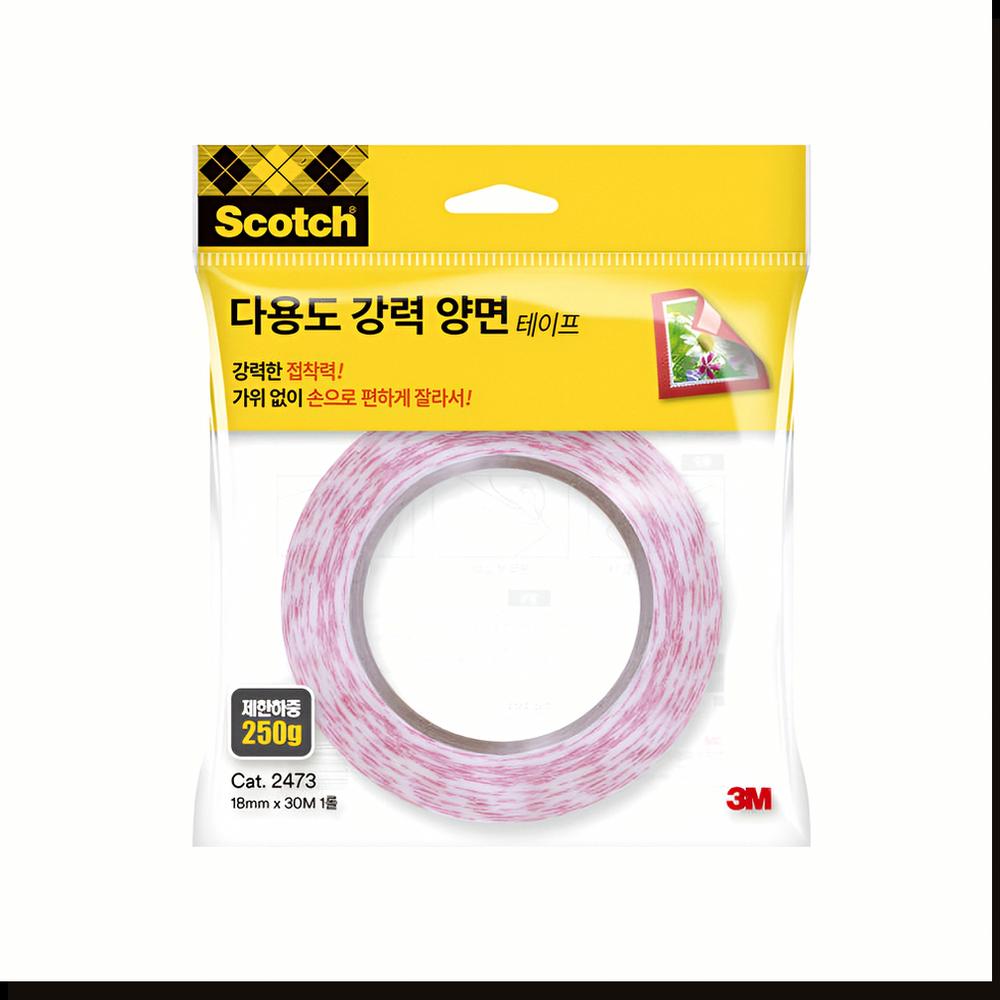 Scotch®
다용도 강력 양면 테이프
강력한 접착력!
가위 없이 손으로 편하게 잘라서!
제한하중
250g
Cat. 2473
18mm x 30M 1롤
3M